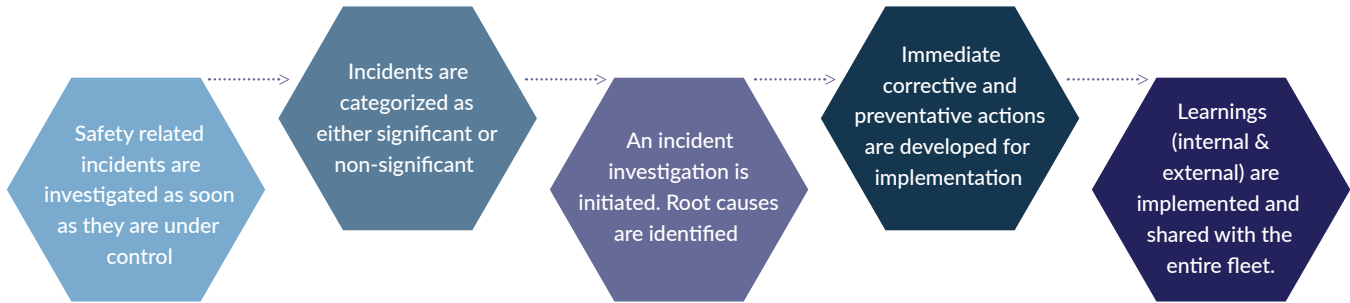 Safety related
incidents are
investigated as soon
as they are under
control
Incidents are
categorized as
either significant or
non-significant
An incident
investigation is
initiated. Root causes
are identified
Immediate
corrective and
preventative actions
are developed for
implementation
Learnings
(internal &
external) are
implemented and
shared with the
entire fleet.